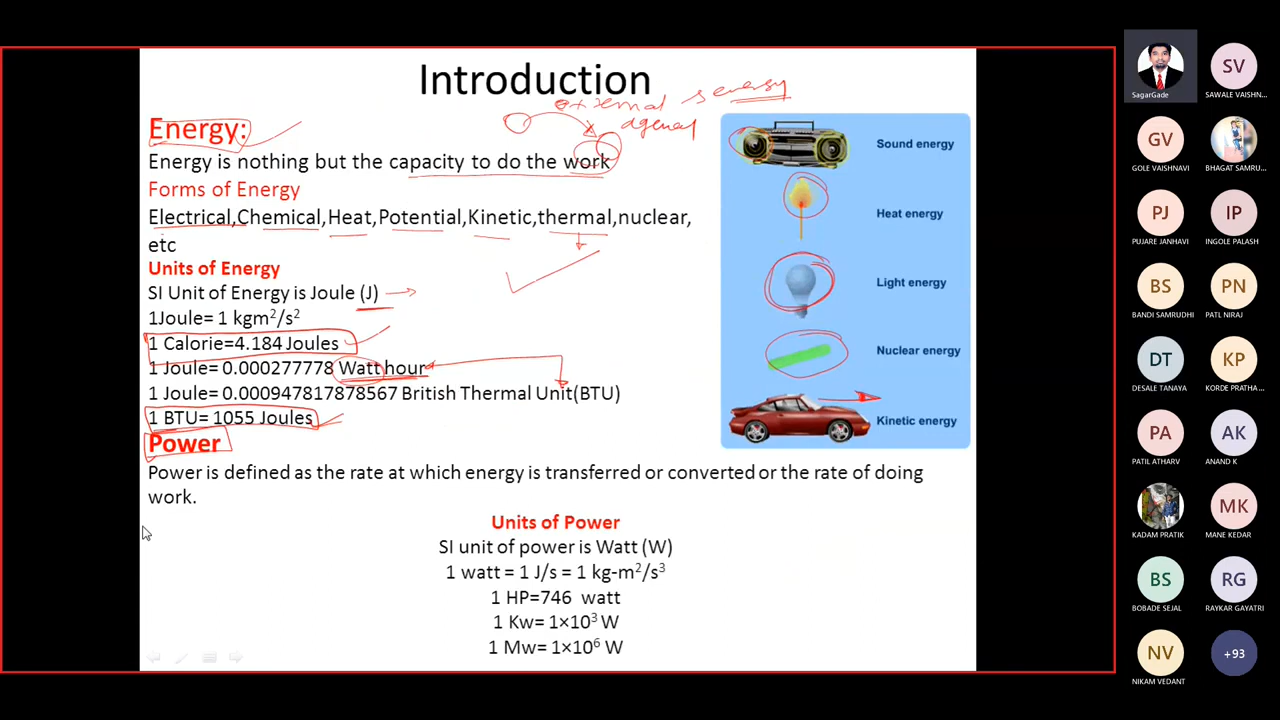 Introduction
external s energy
agenal
Energy:
Energy is nothing but the capacity to do the work
Forms of Energy
Electrical,Chemical,Heat,Potential,Kinetic,thermal,nuclear,
etc
Units of Energy
SI Unit of Energy is Joule (J)
1Joule= 1 kgm²/s²
1 Calorie=4.184 Joules
1 Joule= 0.000277778 Watt hour
1 Joule= 0.000947817878567 British Thermal Unit(BTU)
1 BTU= 1055 Joules
Power
Power is defined as the rate at which energy is transferred or converted or the rate of doing
work.
Units of Power
SI unit of power is Watt (W)
1 watt = 1 J/s = 1 kg-m²/s³
1 HP=746 watt
1 Kw= 1×10³ W
1 Mw= 1×10⁶ W
Sound energy
Heat energy
Light energy
Nuclear energy
Kinetic energy
SagarGade
SV
SAWALE VAISHN...
GV
GOLE VAISHNAVI
BHAGAT SAMRUD...
PJ
PUJARE JANHAVI
IP
INGOLE PALASH
BS
BANDI SAMRUDHI
PN
PATL NIRAJ
DT
DESALE TANAYA
KP
KORDE PRATHA...
PA
PATIL ATHARV
AK
ANAND K
KADAM PRATIK
MK
MANE KEDAR
BS
BOBADE SEJAL
RG
RAYKAR GAYATRI
NV
NIKAM VEDANT
+93